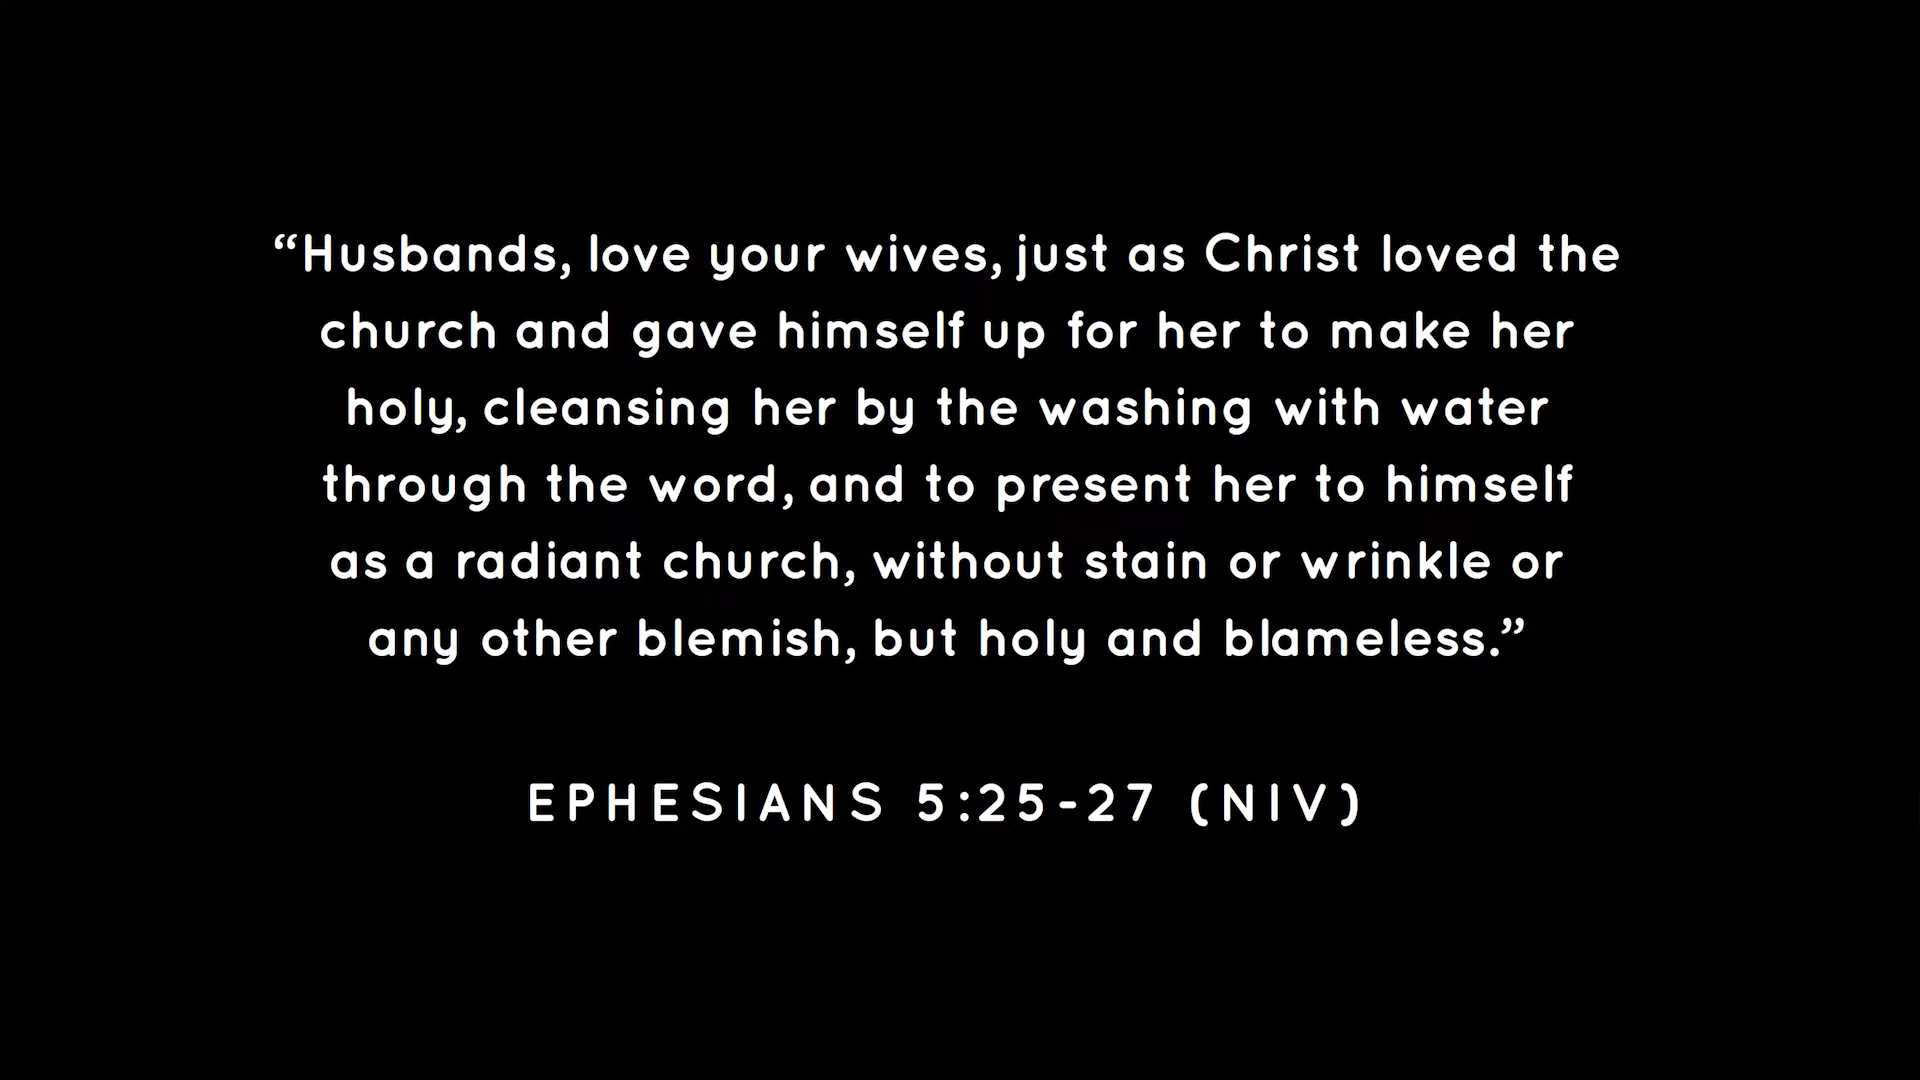 “Husbands, love your wives, just as Christ loved the
church and gave himself up for her to make her
holy, cleansing her by the washing with water
through the word, and to present her to himself
as a radiant church, without stain or wrinkle or
any other blemish, but holy and blameless.”
EPHESIANS 5:25-27 (NIV)